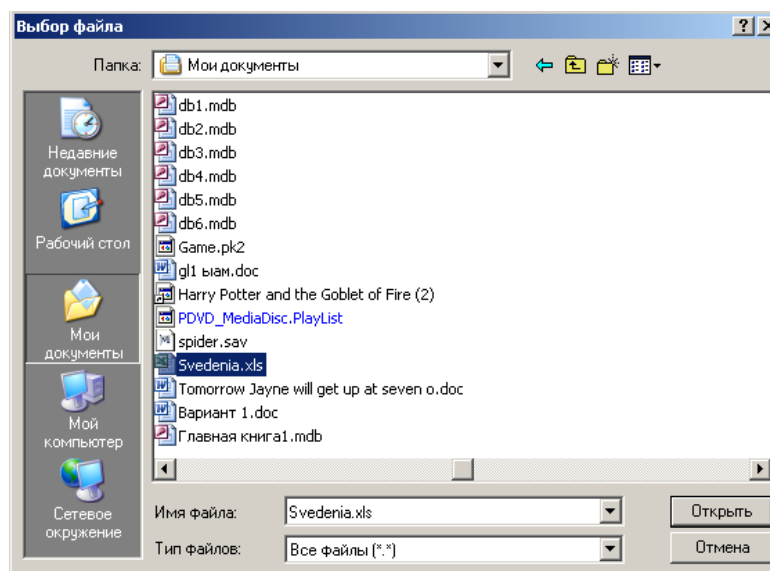 Выбор файла
Папка:
Мои документы
Недавние документы
Рабочий стол
Мои документы
Мой компьютер
Сетевое окружение
db1.mdb
db2.mdb
db3.mdb
db4.mdb
db5.mdb
db6.mdb
Game.pk2
gl1 ыам.doc
Harry Potter and the Goblet of Fire (2)
PDVD_MediaDisc.PlayList
spider.sav
Svedenia.xls
Tomorrow Jayne will get up at seven o.doc
Вариант 1.doc
Главная книга1.mdb
Имя файла:
Svedenia.xls
Открыть
Тип файлов:
Все файлы (*.*)
Отмена